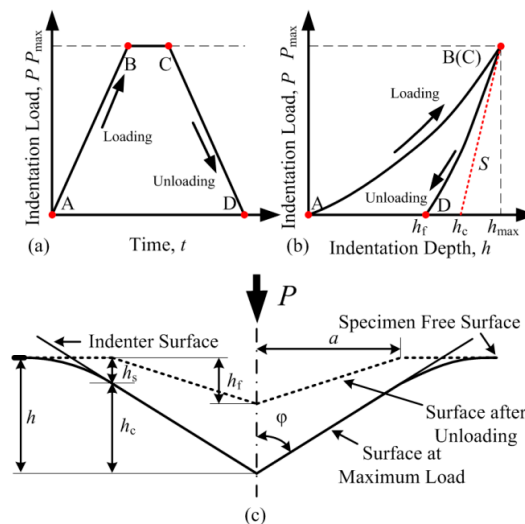 Indentation Load, P
P_max
A
B
C
D
Loading
Unloading
(a)
Time, t
Indentation Load, P
P_max
A
B(C)
D
Loading
Unloading
S
h_f
h_c
h_max
(b)
Indentation Depth, h
P
Indenter Surface
Specimen Free Surface
a
h_s
h_f
h
h_c
φ
Surface after
Unloading
Surface at
Maximum Load
(c)